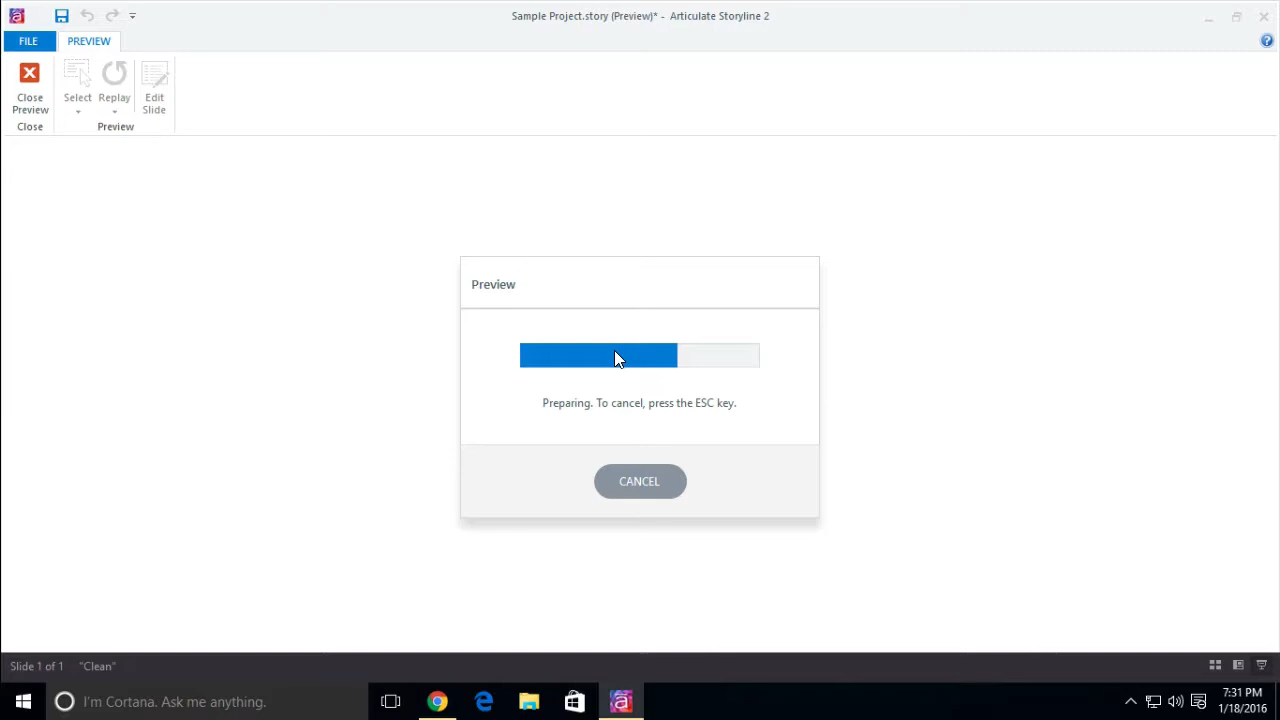 Sample Project.story (Preview)* - Articulate Storyline 2
FILE
PREVIEW
Close Preview
Select
Replay
Edit Slide
Close
Preview
Preview
Preparing. To cancel, press the ESC key.
CANCEL
Slide 1 of 1
"Clean"
I'm Cortana. Ask me anything.
7:31 PM
1/18/2016